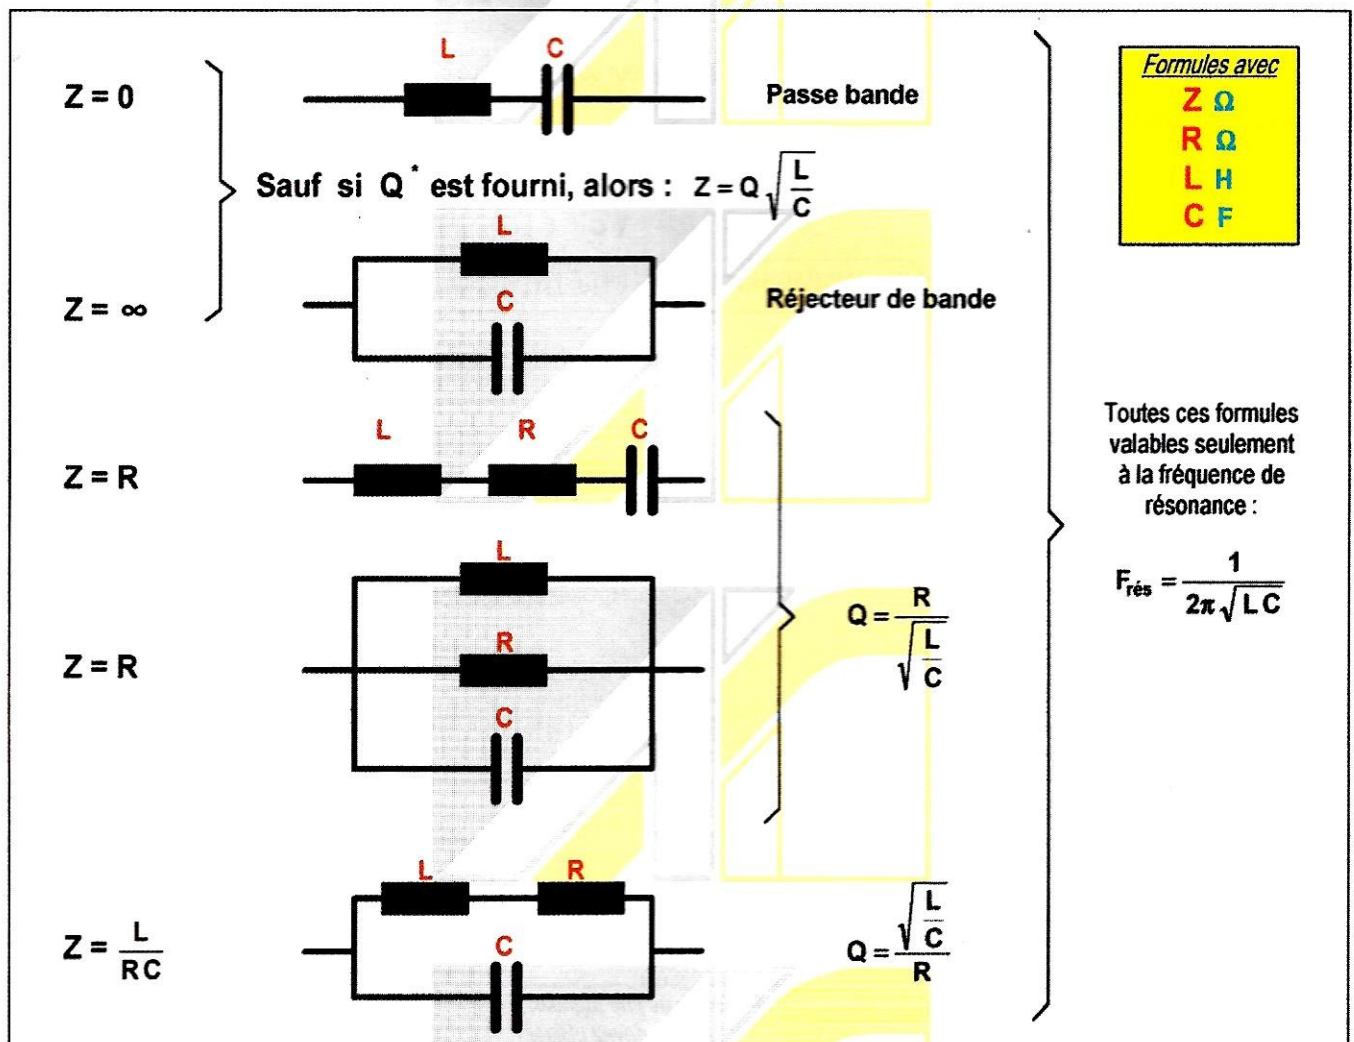 L C
Z = 0
Passe bande
Sauf si Q* est fourni, alors : Z = Q √(L/C)
L
C
Z = ∞
Réjecteur de bande
L R C
Z = R
L
R
C
Z = R
Q = R / √(L/C)
L R
C
Z = L / RC
Q = √(L/C) / R
Formules avec
Z Ω
R Ω
L H
C F
Toutes ces formules
valables seulement
à la fréquence de
résonance :
Frés = 1 / 2π √LC